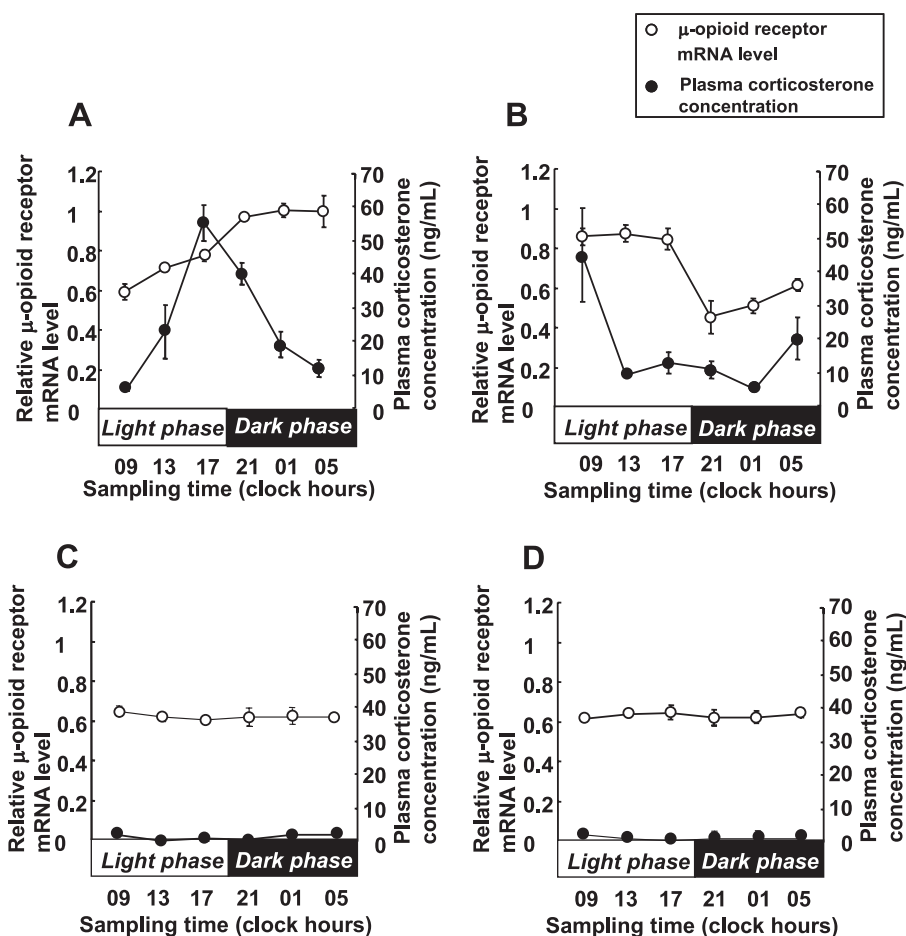 μ-opioid receptor
mRNA level
Plasma corticosterone
concentration
A
Relative μ-opioid receptor
mRNA level
1.2
1
0.8
0.6
0.4
0.2
0
70
60
50
40
30
20
10
0
Plasma corticosterone
concentration (ng/mL)
Light phase Dark phase
09 13 17 21 01 05
Sampling time (clock hours)
B
Relative μ-opioid receptor
mRNA level
1.2
1
0.8
0.6
0.4
0.2
0
70
60
50
40
30
20
10
0
Plasma corticosterone
concentration (ng/mL)
Light phase Dark phase
09 13 17 21 01 05
Sampling time (clock hours)
C
Relative μ-opioid receptor
mRNA level
1.2
1
0.8
0.6
0.4
0.2
0
70
60
50
40
30
20
10
0
Plasma corticosterone
concentration (ng/mL)
Light phase Dark phase
09 13 17 21 01 05
Sampling time (clock hours)
D
Relative μ-opioid receptor
mRNA level
1.2
1
0.8
0.6
0.4
0.2
0
70
60
50
40
30
20
10
0
Plasma corticosterone
concentration (ng/mL)
Light phase Dark phase
09 13 17 21 01 05
Sampling time (clock hours)